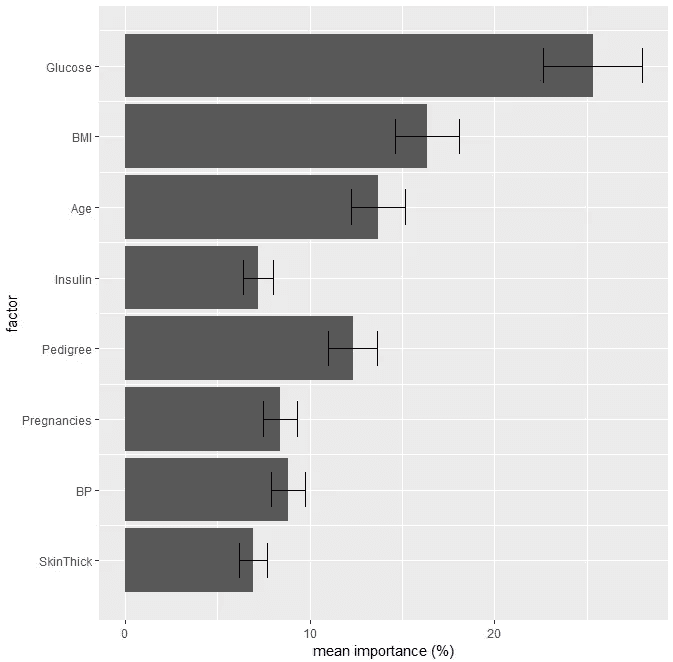 Glucose
BMI
Age
Insulin
Pedigree
Pregnancies
BP
SkinThick
factor
0 10 20
mean importance (%)